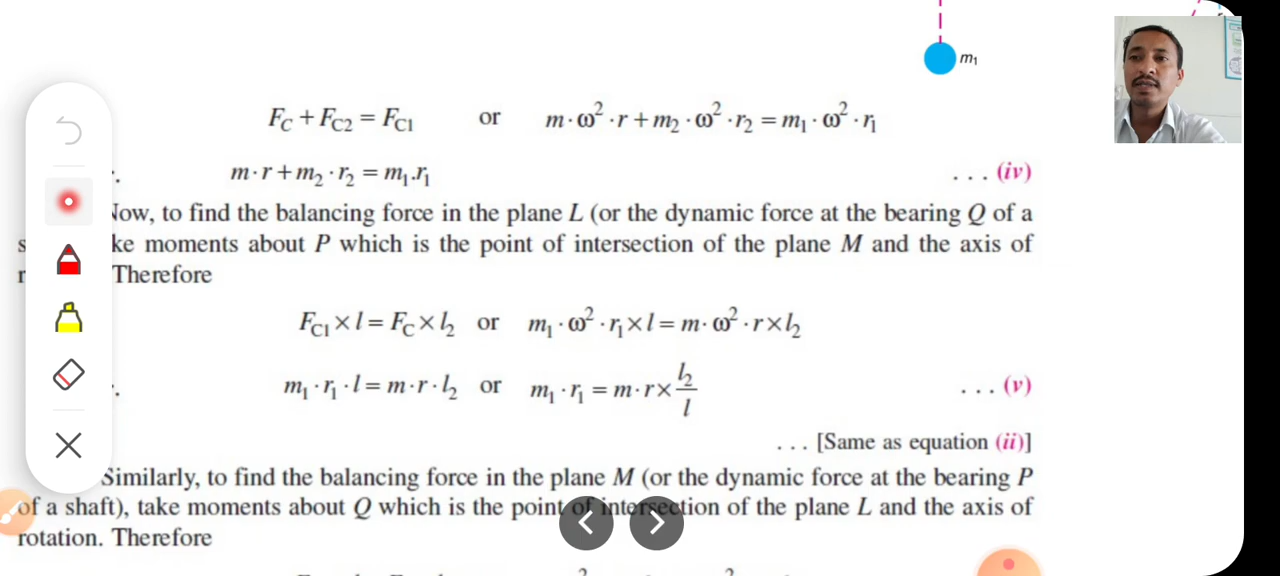 m₁
F_C + F_C2 = F_C1 or m·ω²·r + m₂·ω²·r₂ = m₁·ω²·r₁
m·r + m₂·r₂ = m₁.r₁ . . . (iv)
Now, to find the balancing force in the plane L (or the dynamic force at the bearing Q of a
ke moments about P which is the point of intersection of the plane M and the axis of
Therefore
F_C1 × l = F_C × l₂ or m₁·ω²·r₁ × l = m·ω²·r × l₂
m₁·r₁·l = m·r·l₂ or m₁·r₁ = m·r × l₂/l . . . (v)
. . . [Same as equation (ii)]
Similarly, to find the balancing force in the plane M (or the dynamic force at the bearing P
of a shaft), take moments about Q which is the point of intersection of the plane L and the axis of
rotation. Therefore